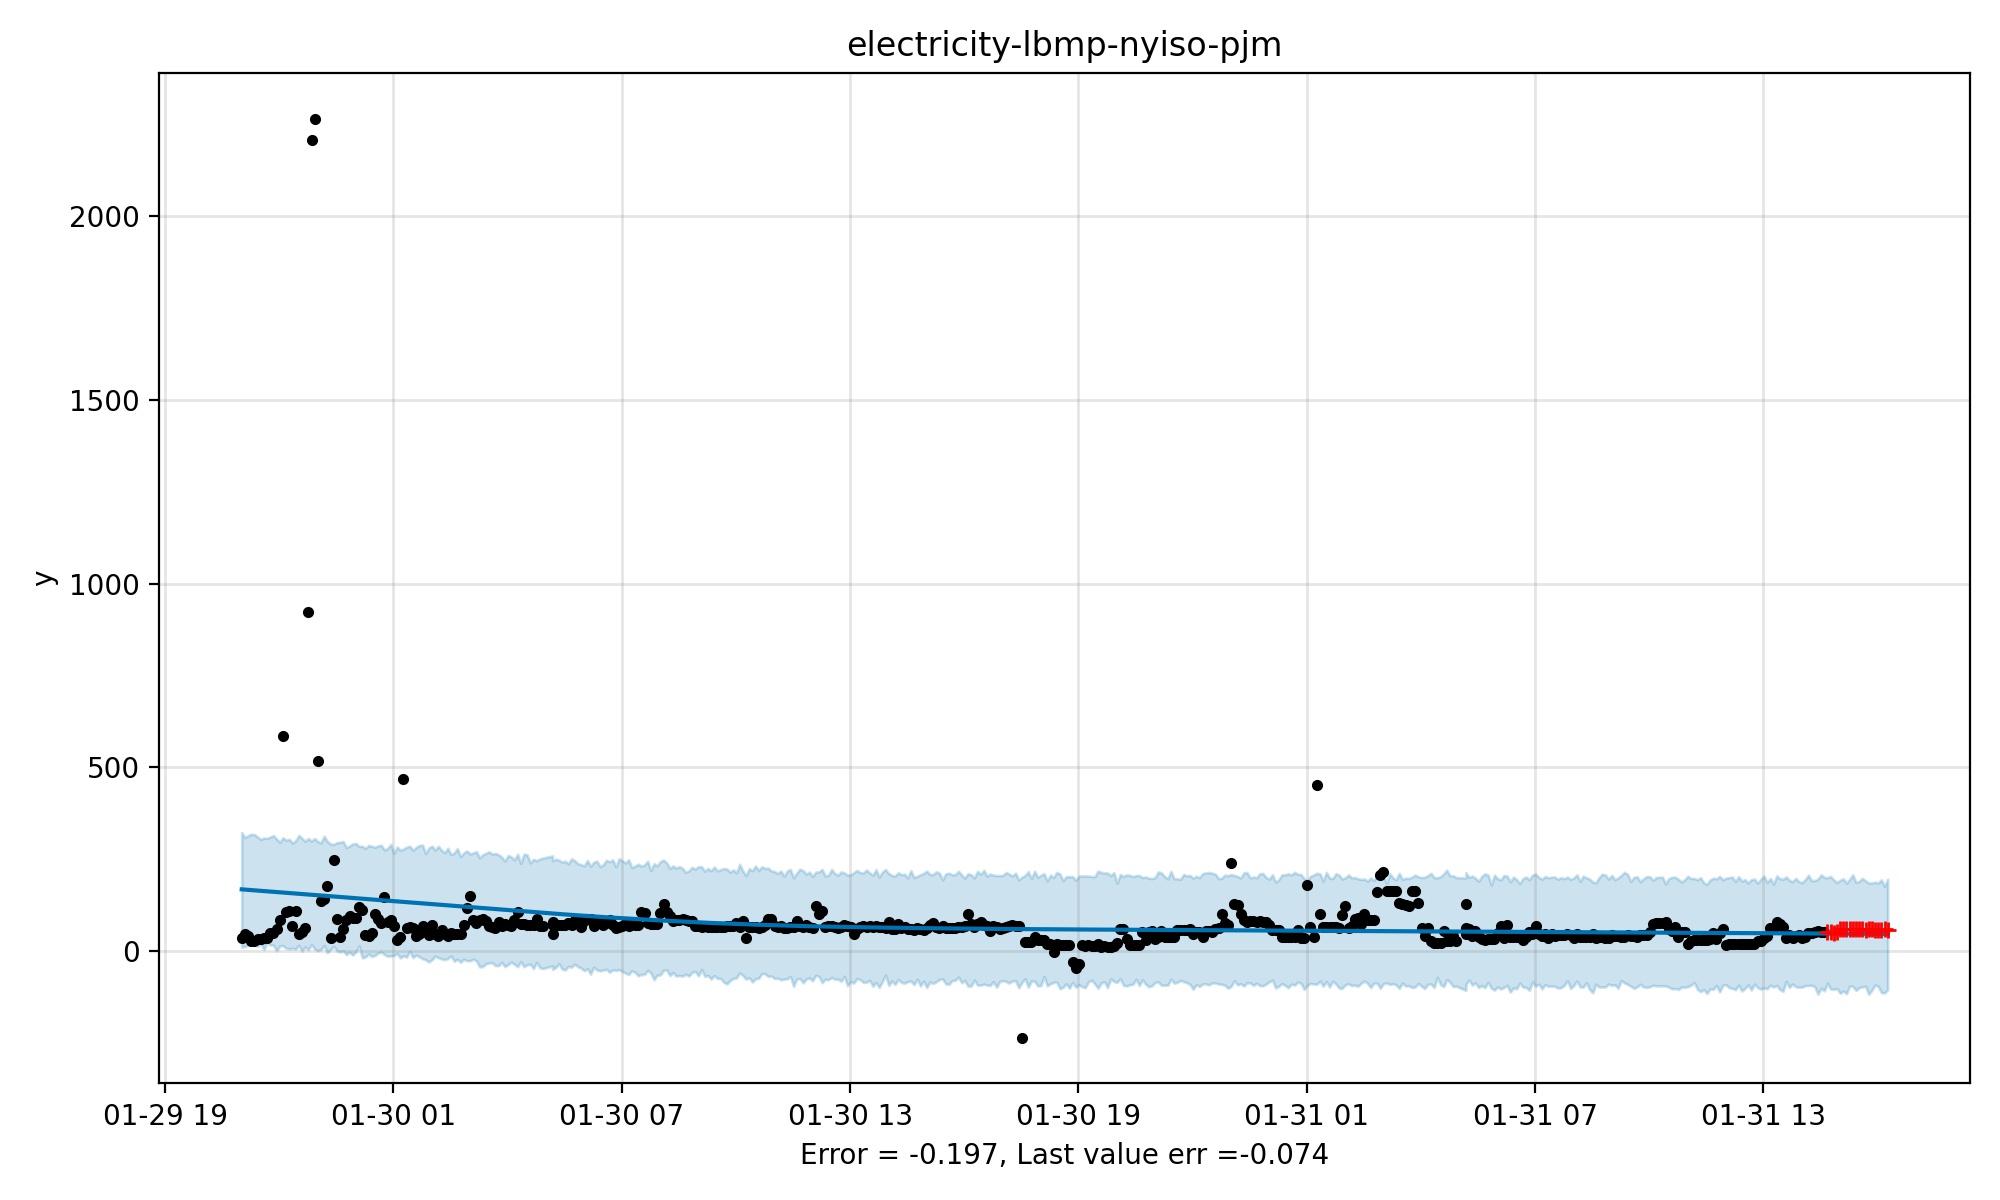 electricity-lbmp-nyiso-pjm
y
2000
1500
1000
500
0
01-29 19 01-30 01 01-30 07 01-30 13 01-30 19 01-31 01 01-31 07 01-31 13
Error = -0.197, Last value err =-0.074